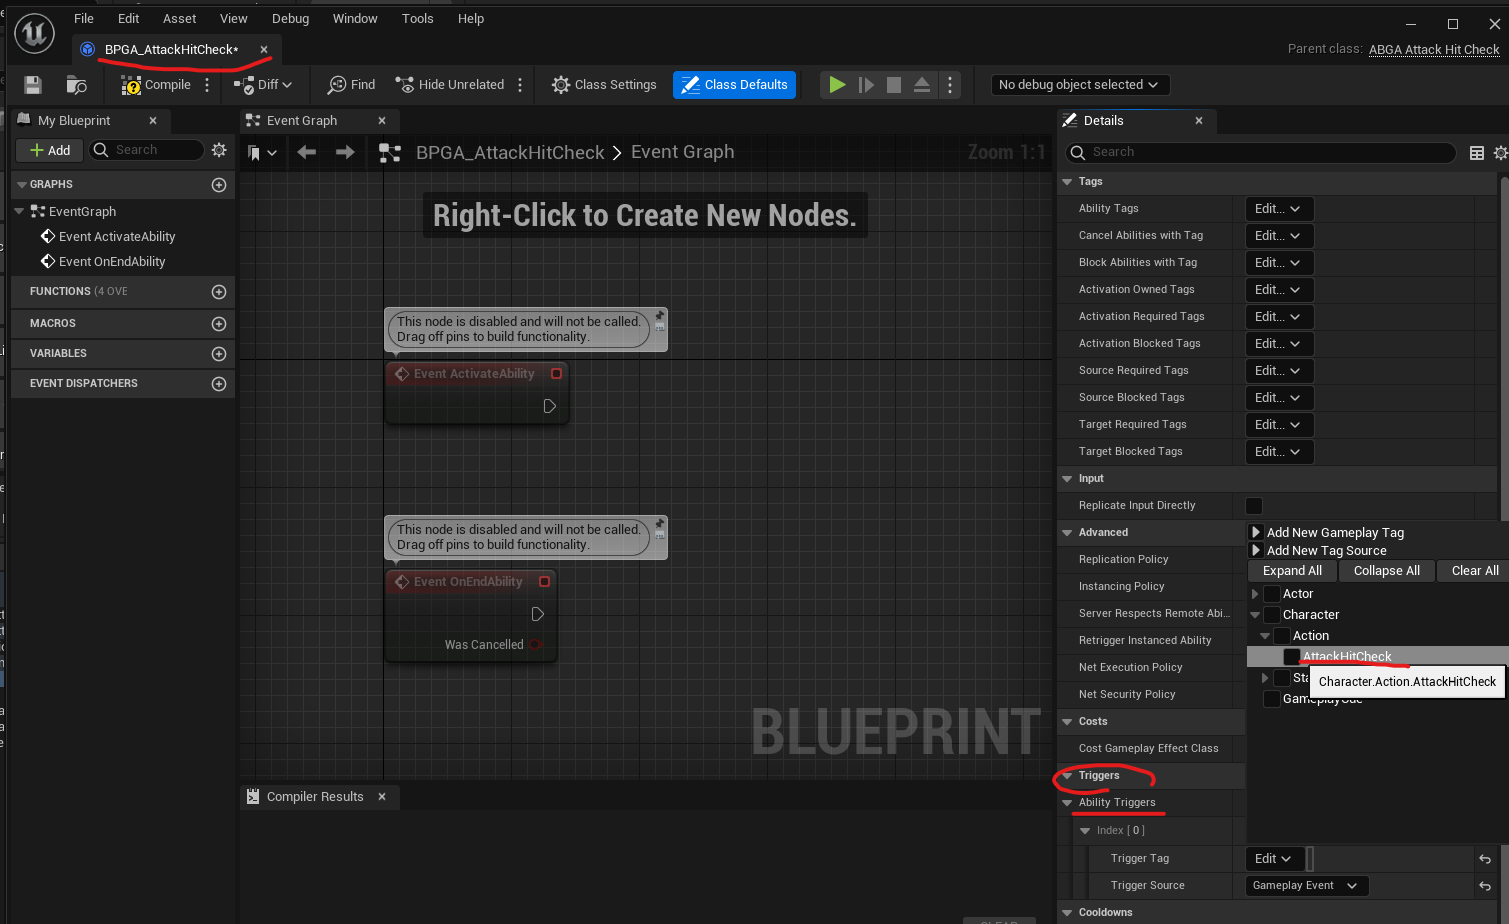 File Edit Asset View Debug Window Tools Help
BPGA_AttackHitCheck*
Parent class: ABGA Attack Hit Check
Compile Diff Find Hide Unrelated Class Settings Class Defaults No debug object selected
My Blueprint
Add Search
GRAPHS
EventGraph
Event ActivateAbility
Event OnEndAbility
FUNCTIONS (4 OVE
MACROS
VARIABLES
EVENT DISPATCHERS
Event Graph
BPGA_AttackHitCheck > Event Graph Zoom 1:1
Right-Click to Create New Nodes.
This node is disabled and will not be called.
Drag off pins to build functionality.
Event ActivateAbility
This node is disabled and will not be called.
Drag off pins to build functionality.
Event OnEndAbility
Was Cancelled
BLUEPRINT
Compiler Results
CLEAR
Details
Search
Tags
Ability Tags Edit...
Cancel Abilities with Tag Edit...
Block Abilities with Tag Edit...
Activation Owned Tags Edit...
Activation Required Tags Edit...
Activation Blocked Tags Edit...
Source Required Tags Edit...
Source Blocked Tags Edit...
Target Required Tags Edit...
Target Blocked Tags Edit...
Input
Replicate Input Directly
Advanced
Replication Policy
Instancing Policy
Server Respects Remote Abi...
Retrigger Instanced Ability
Net Execution Policy
Net Security Policy
Costs
Cost Gameplay Effect Class
Triggers
Ability Triggers
Index [ 0 ]
Trigger Tag Edit
Trigger Source Gameplay Event
Cooldowns
Add New Gameplay Tag
Add New Tag Source
Expand All Collapse All Clear All
Actor
Character
Action
AttackHitCheck
Character.Action.AttackHitCheck
GameplayCue